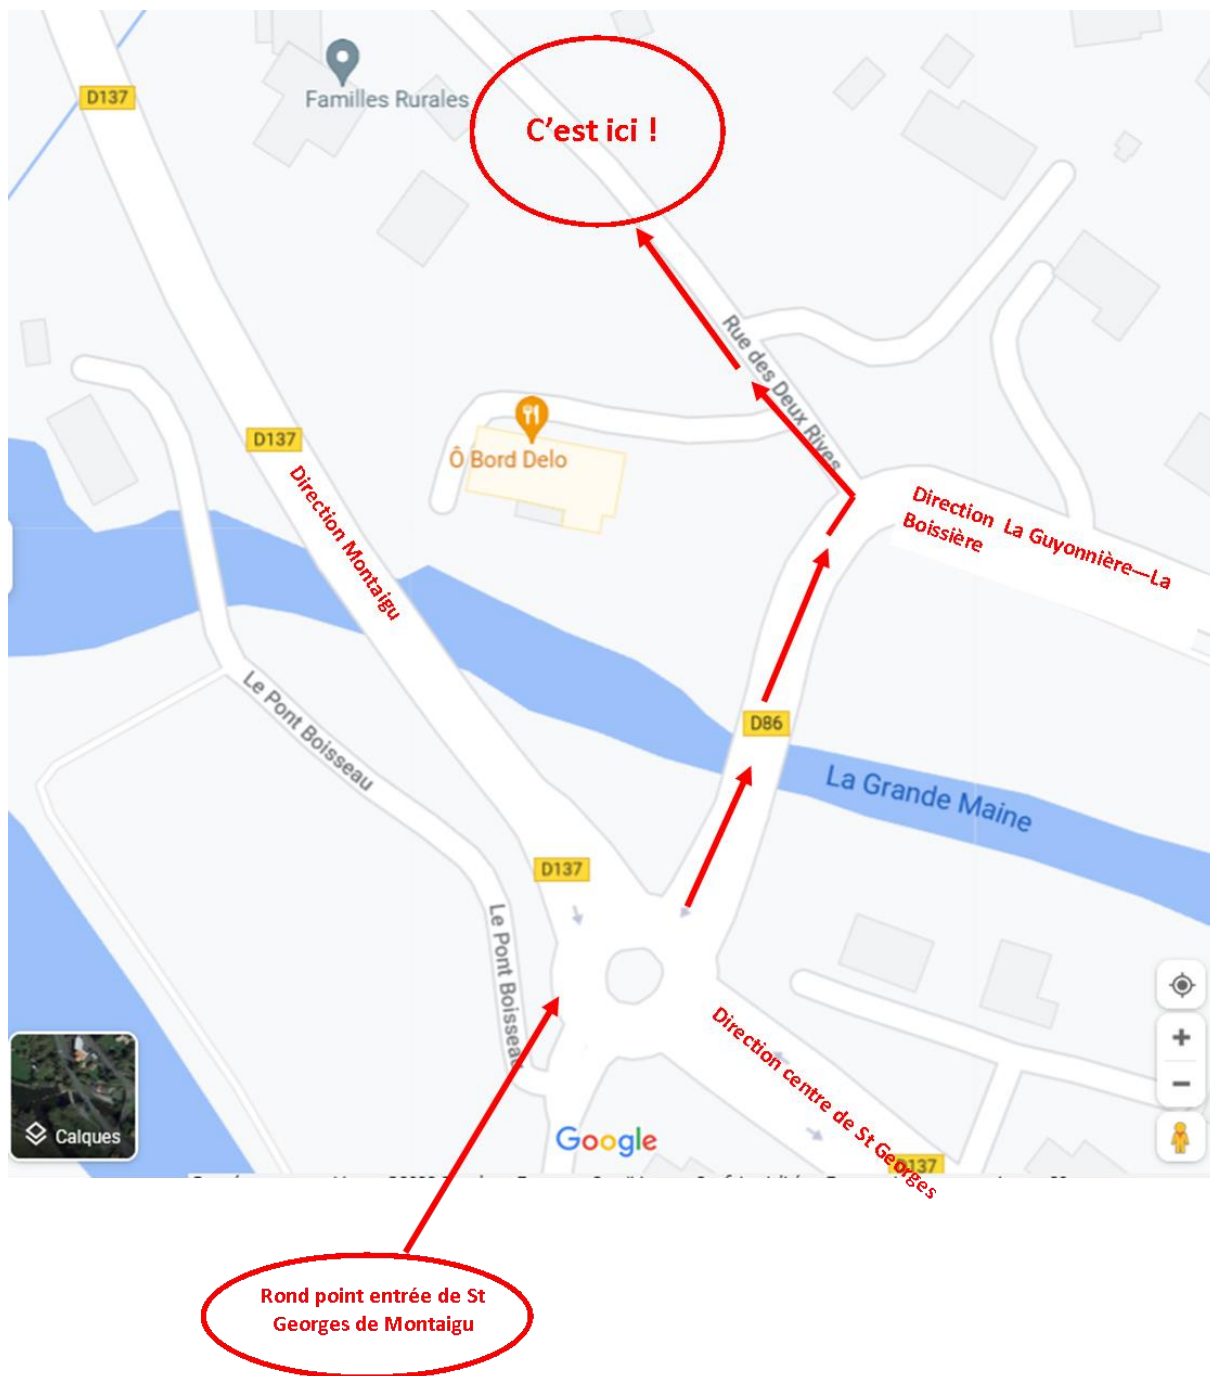 D137
Familles Rurales
C'est ici !
Rue des Deux Rives
D137
Ô Bord Delo
Direction Montaigu
Direction La Guyonnière—La
Boissière
Le Pont Boisseau
D86
La Grande Maine
D137
Le Pont Boisseau
Direction centre de St Georges
Calques
Google
D137
Rond point entrée de St
Georges de Montaigu